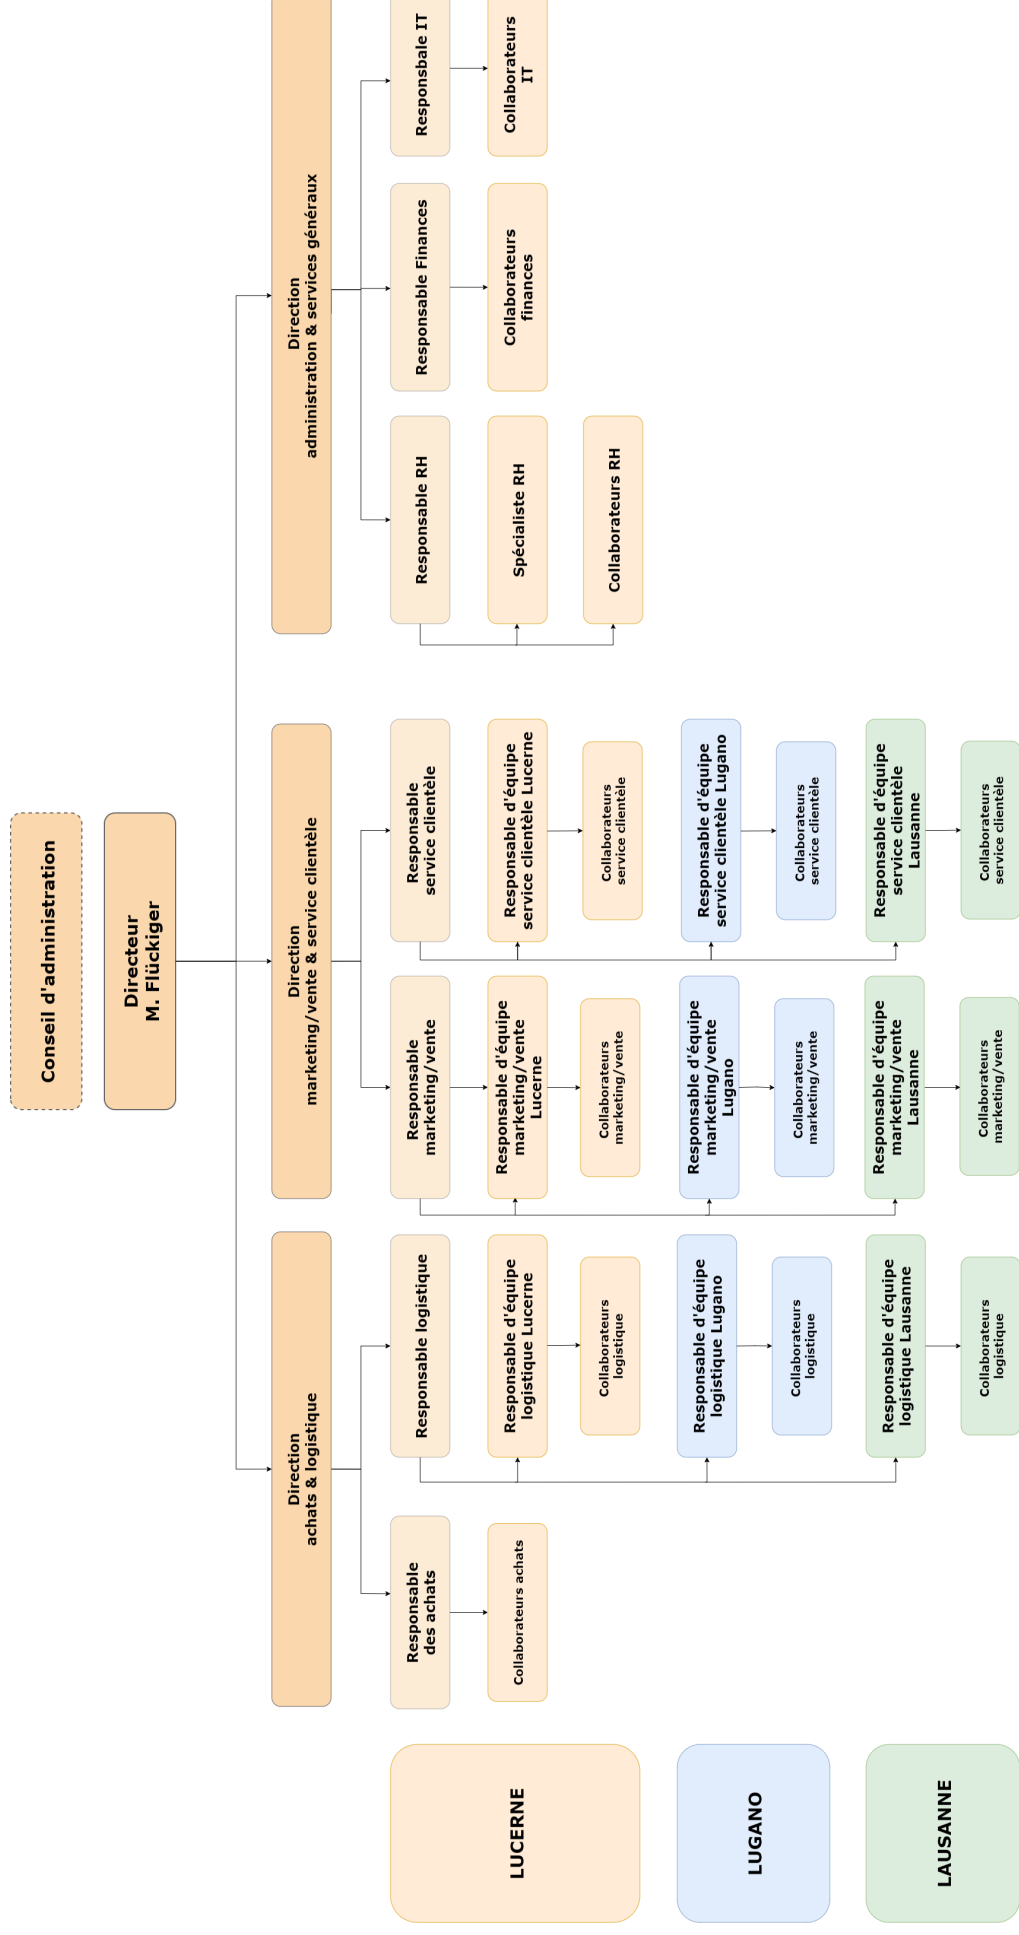 Conseil d'administration
Directeur
M. Flückiger
Direction
achats & logistique
Direction
marketing/vente & service clientèle
Direction
administration & services généraux
Responsable
des achats
Responsable logistique
Responsable
marketing/vente
Responsable
service clientèle
Responsable RH
Responsable Finances
Responsbale IT
LUCERNE
Collaborateurs achats
Responsable d'équipe
logistique Lucerne
Responsable d'équipe
marketing/vente
Lucerne
Responsable d'équipe
service clientèle Lucerne
Spécialiste RH
Collaborateurs
finances
Collaborateurs
IT
Collaborateurs
logistique
Collaborateurs
marketing/vente
Collaborateurs
service clientèle
Collaborateurs RH
LUGANO
Responsable d'équipe
logistique Lugano
Responsable d'équipe
marketing/vente
Lugano
Responsable d'équipe
service clientèle Lugano
Collaborateurs
logistique
Collaborateurs
marketing/vente
Collaborateurs
service clientèle
LAUSANNE
Responsable d'équipe
logistique Lausanne
Responsable d'équipe
marketing/vente
Lausanne
Responsable d'équipe
service clientèle
Lausanne
Collaborateurs
logistique
Collaborateurs
marketing/vente
Collaborateurs
service clientèle